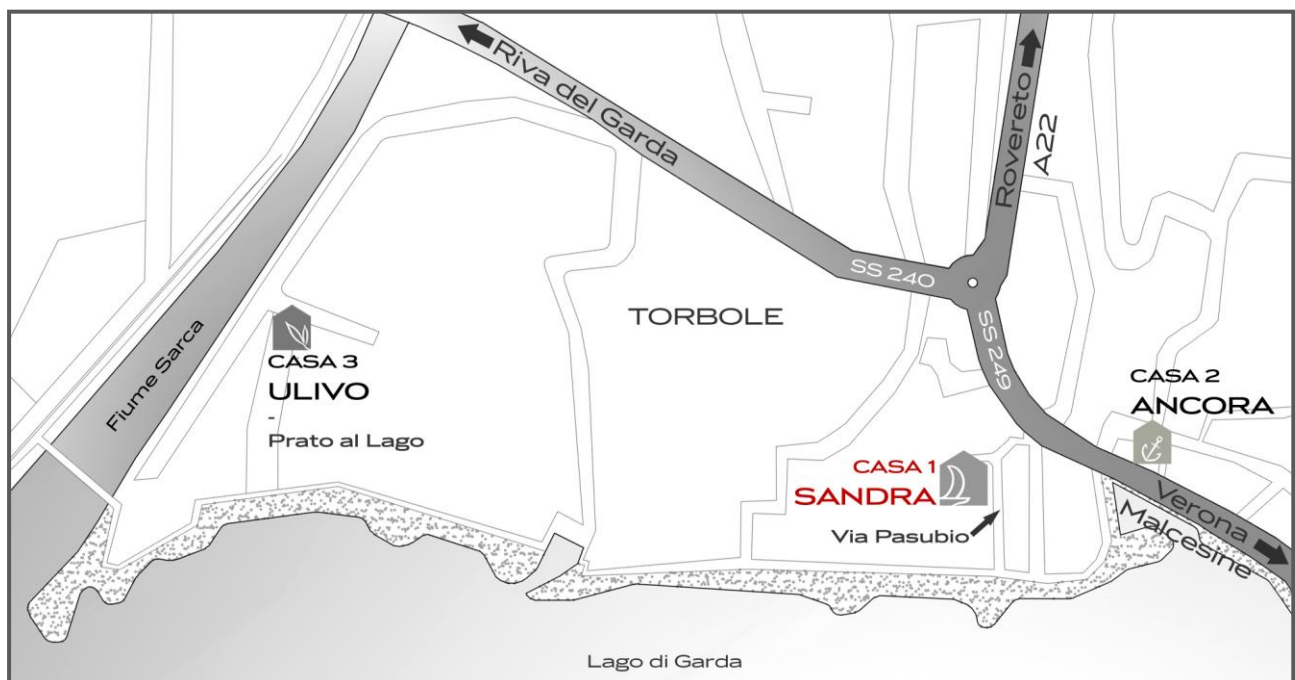 Riva del Garda
Rovereto
A22
SS 240
TORBOLE
SS 249
Fiume Sarca
CASA 3
ULIVO
-
Prato al Lago
CASA 2
ANCORA
CASA 1
SANDRA
Via Pasubio
Verona
Malcesine
Lago di Garda